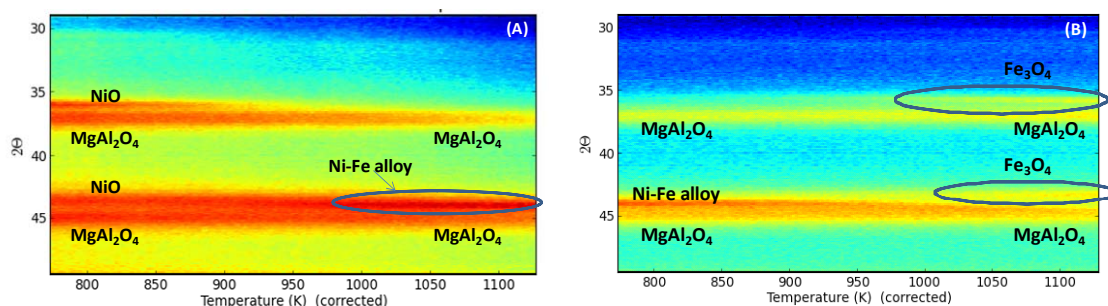 (A)
30
35
40
45
2Θ
NiO
MgAl₂O₄
MgAl₂O₄
Ni-Fe alloy
NiO
MgAl₂O₄
MgAl₂O₄
800 850 900 950 1000 1050 1100
Temperature (K) (corrected)
(B)
30
35
40
45
2Θ
Fe₃O₄
MgAl₂O₄
MgAl₂O₄
Fe₃O₄
Ni-Fe alloy
MgAl₂O₄
MgAl₂O₄
800 850 900 950 1000 1050 1100
Temperature (K) (corrected)